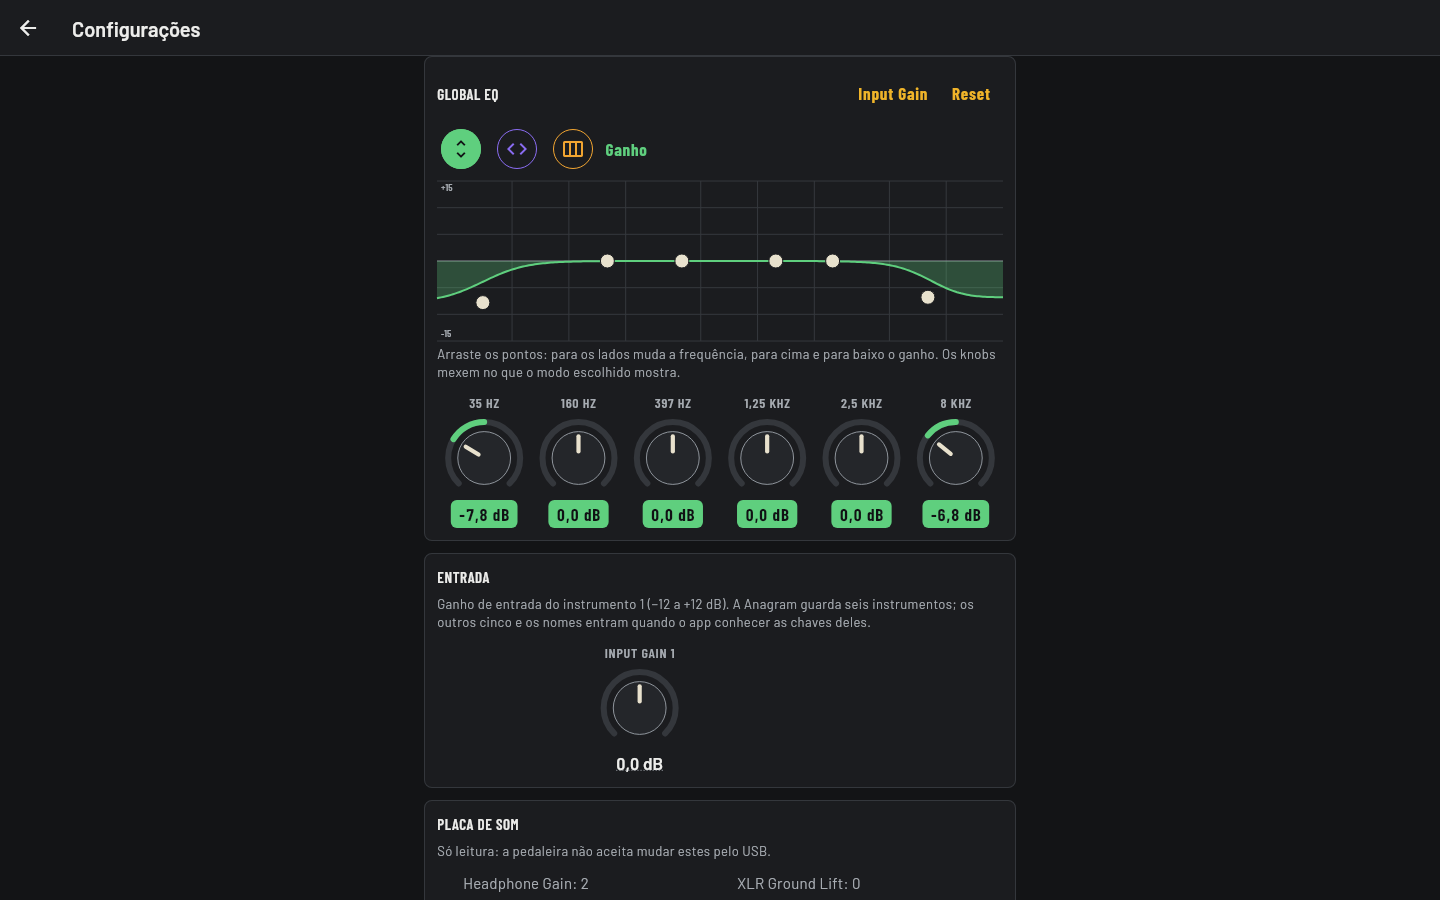 Configurações
GLOBAL EQ
Input Gain
Reset
Ganho
+15
-15
Arraste os pontos: para os lados muda a frequência, para cima e para baixo o ganho. Os knobs
mexem no que o modo escolhido mostra.
35 HZ
160 HZ
397 HZ
1,25 KHZ
2,5 KHZ
8 KHZ
-7,8 dB
0,0 dB
0,0 dB
0,0 dB
0,0 dB
-6,8 dB
ENTRADA
Ganho de entrada do instrumento 1 (−12 a +12 dB). A Anagram guarda seis instrumentos; os
outros cinco e os nomes entram quando o app conhecer as chaves deles.
INPUT GAIN 1
0,0 dB
PLACA DE SOM
Só leitura: a pedaleira não aceita mudar estes pelo USB.
Headphone Gain: 2
XLR Ground Lift: 0